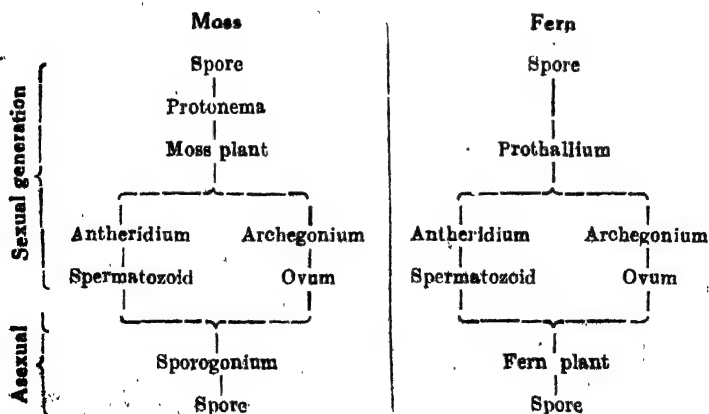 Moss Fern
Spore Spore
Protonema
Moss plant Prothallium
Sexual generation
Antheridium Archegonium Antheridium Archegonium
Spermatozoid Ovum Spermatozoid Ovum
Asexual
Sporogonium Fern plant
Spore Spore